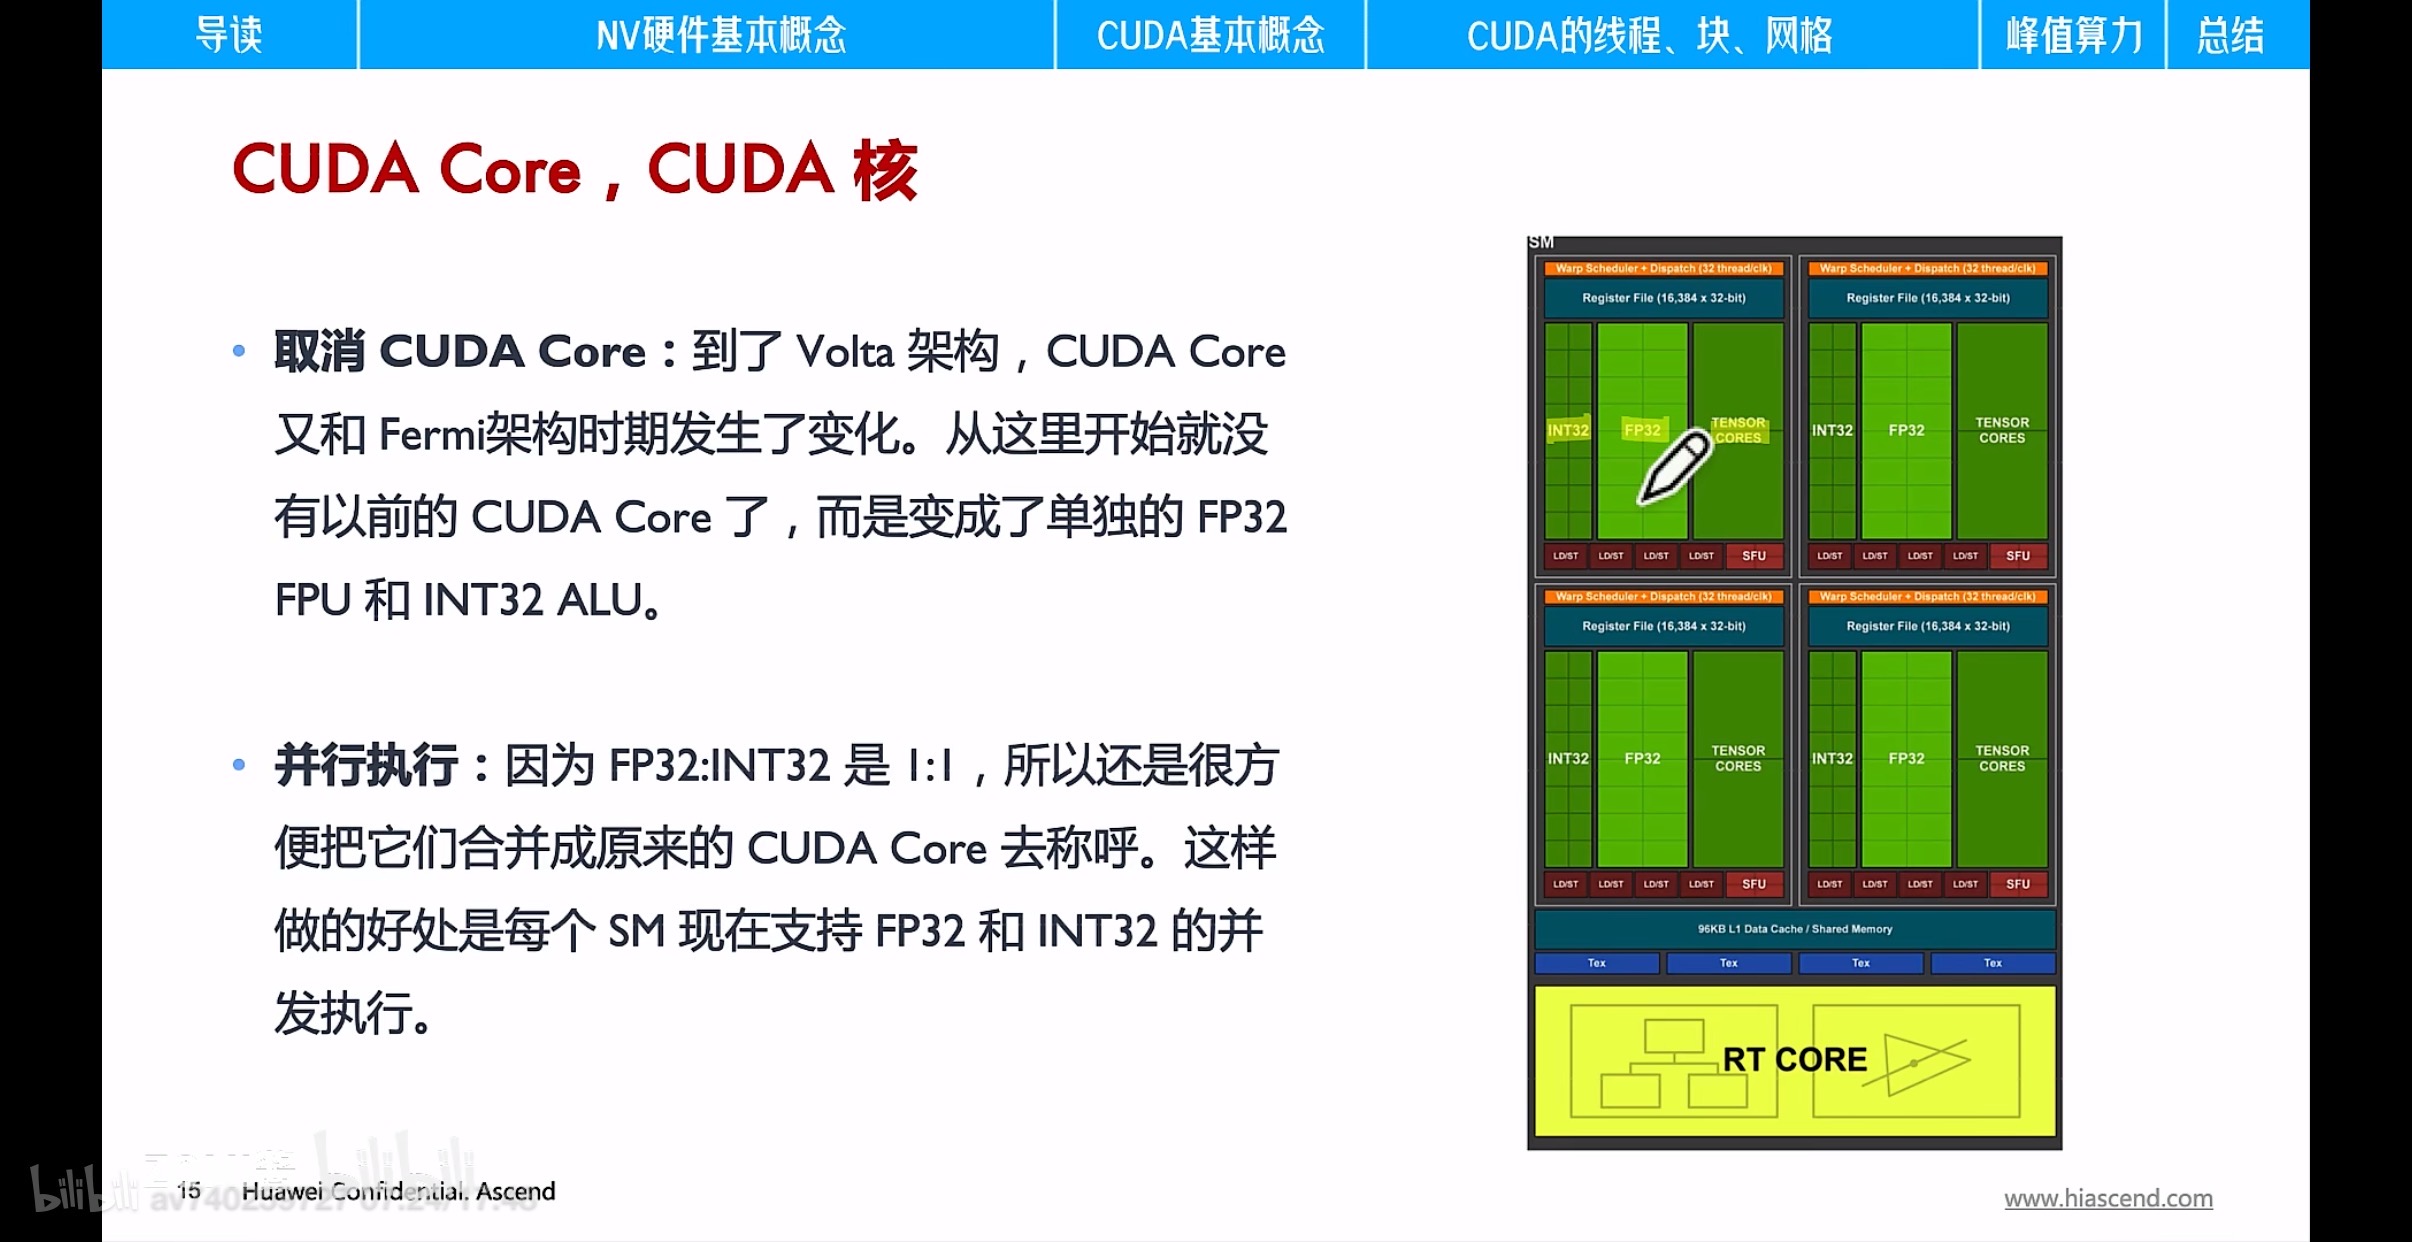 导读 NV硬件基本概念 CUDA基本概念 CUDA的线程、块、网格 峰值算力 总结
CUDA Core，CUDA 核
• 取消 CUDA Core：到了 Volta 架构，CUDA Core
又和 Fermi架构时期发生了变化。从这里开始就没
有以前的 CUDA Core 了，而是变成了单独的 FP32
FPU 和 INT32 ALU。
• 并行执行：因为 FP32:INT32 是 1:1，所以还是很方
便把它们合并成原来的 CUDA Core 去称呼。这样
做的好处是每个 SM 现在支持 FP32 和 INT32 的并
发执行。
SM
Warp Scheduler + Dispatch (32 thread/clk) Warp Scheduler + Dispatch (32 thread/clk)
Register File (16,384 x 32-bit) Register File (16,384 x 32-bit)
INT32 FP32 TENSOR CORES INT32 FP32 TENSOR CORES
LD/ST LD/ST LD/ST LD/ST SFU LD/ST LD/ST LD/ST LD/ST SFU
Warp Scheduler + Dispatch (32 thread/clk) Warp Scheduler + Dispatch (32 thread/clk)
Register File (16,384 x 32-bit) Register File (16,384 x 32-bit)
INT32 FP32 TENSOR CORES INT32 FP32 TENSOR CORES
LD/ST LD/ST LD/ST LD/ST SFU LD/ST LD/ST LD/ST LD/ST SFU
96KB L1 Data Cache / Shared Memory
Tex Tex Tex Tex
RT CORE
bilibili
15 Huawei Confidential. Ascend
www.hiascend.com